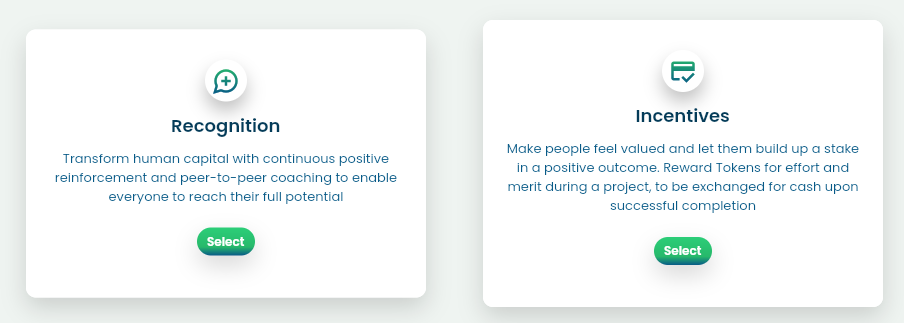 Recognition
Transform human capital with continuous positive
reinforcement and peer-to-peer coaching to enable
everyone to reach their full potential
Select
Incentives
Make people feel valued and let them build up a stake
in a positive outcome. Reward Tokens for effort and
merit during a project, to be exchanged for cash upon
successful completion
Select